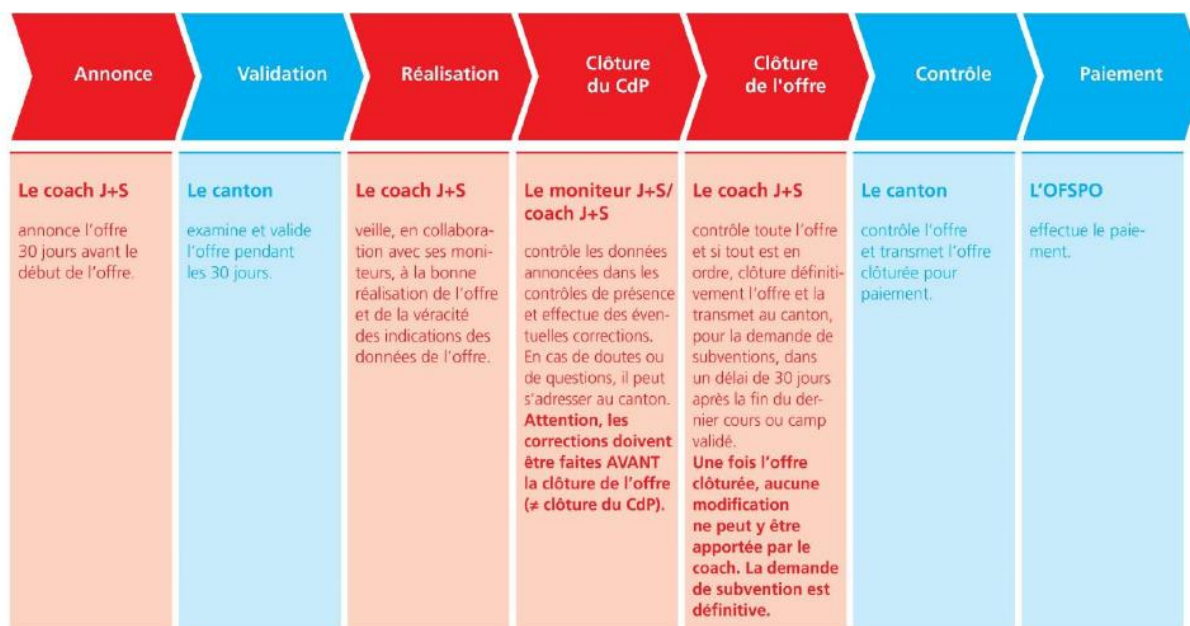 Annonce
Validation
Réalisation
Clôture
du CdP
Clôture
de l'offre
Contrôle
Paiement
Le coach J+S
annonce l'offre
30 jours avant le
début de l'offre.
Le canton
examine et valide
l'offre pendant
les 30 jours.
Le coach J+S
veille, en collabora-
tion avec ses moni-
teurs, à la bonne
réalisation de l'offre
et de la véracité
des indications des
données de l'offre.
Le moniteur J+S/
coach J+S
contrôle les données
annoncées dans les
contrôles de présence
et effectue des éven-
tuelles corrections.
En cas de doutes ou
de questions, il peut
s'adresser au canton.
Attention, les
corrections doivent
être faites AVANT
la clôture de l'offre
(≠ clôture du CdP).
Le coach J+S
contrôle toute l'offre
et si tout est en
ordre, clôture définiti-
vement l'offre et la
transmet au canton,
pour la demande de
subventions, dans
un délai de 30 jours
après la fin du der-
nier cours ou camp
validé.
Une fois l'offre
clôturée, aucune
modification
ne peut y être
apportée par le
coach. La demande
de subvention est
définitive.
Le canton
contrôle l'offre
et transmet l'offre
clôturée pour
paiement.
L'OFSPO
effectue le paie-
ment.